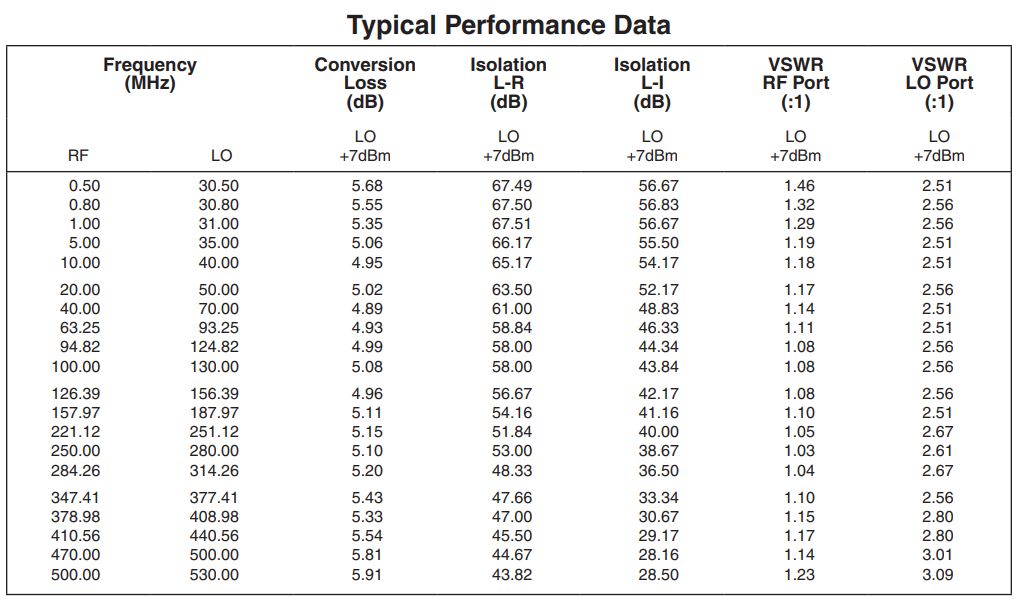 Typical Performance Data
Frequency (MHz) Conversion Loss (dB) Isolation L-R (dB) Isolation L-I (dB) VSWR RF Port (:1) VSWR LO Port (:1)
RF LO LO +7dBm LO +7dBm LO +7dBm LO +7dBm LO +7dBm
0.50 30.50 5.68 67.49 56.67 1.46 2.51
0.80 30.80 5.55 67.50 56.83 1.32 2.56
1.00 31.00 5.35 67.51 56.67 1.29 2.56
5.00 35.00 5.06 66.17 55.50 1.19 2.51
10.00 40.00 4.95 65.17 54.17 1.18 2.51
20.00 50.00 5.02 63.50 52.17 1.17 2.56
40.00 70.00 4.89 61.00 48.83 1.14 2.51
63.25 93.25 4.93 58.84 46.33 1.11 2.51
94.82 124.82 4.99 58.00 44.34 1.08 2.56
100.00 130.00 5.08 58.00 43.84 1.08 2.56
126.39 156.39 4.96 56.67 42.17 1.08 2.56
157.97 187.97 5.11 54.16 41.16 1.10 2.51
221.12 251.12 5.15 51.84 40.00 1.05 2.67
250.00 280.00 5.10 53.00 38.67 1.03 2.61
284.26 314.26 5.20 48.33 36.50 1.04 2.67
347.41 377.41 5.43 47.66 33.34 1.10 2.56
378.98 408.98 5.33 47.00 30.67 1.15 2.80
410.56 440.56 5.54 45.50 29.17 1.17 2.80
470.00 500.00 5.81 44.67 28.16 1.14 3.01
500.00 530.00 5.91 43.82 28.50 1.23 3.09